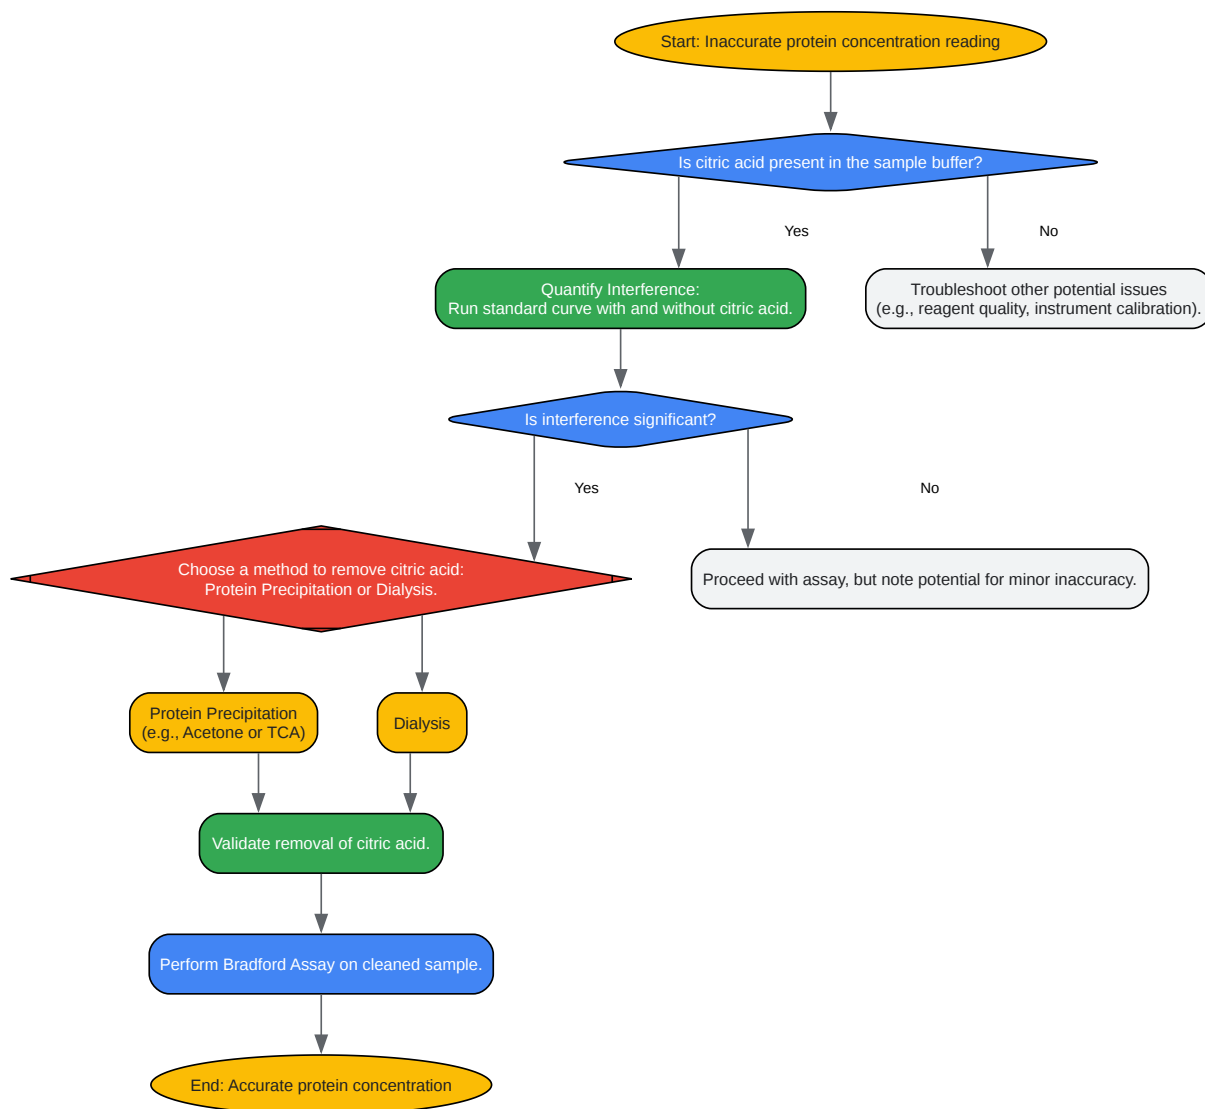 Start: Inaccurate protein concentration reading
Is citric acid present in the sample buffer?
Yes
No
Quantify Interference:
Run standard curve with and without citric acid.
Troubleshoot other potential issues
(e.g., reagent quality, instrument calibration).
Is interference significant?
Yes
No
Choose a method to remove citric acid:
Protein Precipitation or Dialysis.
Proceed with assay, but note potential for minor inaccuracy.
Protein Precipitation
(e.g., Acetone or TCA)
Dialysis
Validate removal of citric acid.
Perform Bradford Assay on cleaned sample.
End: Accurate protein concentration